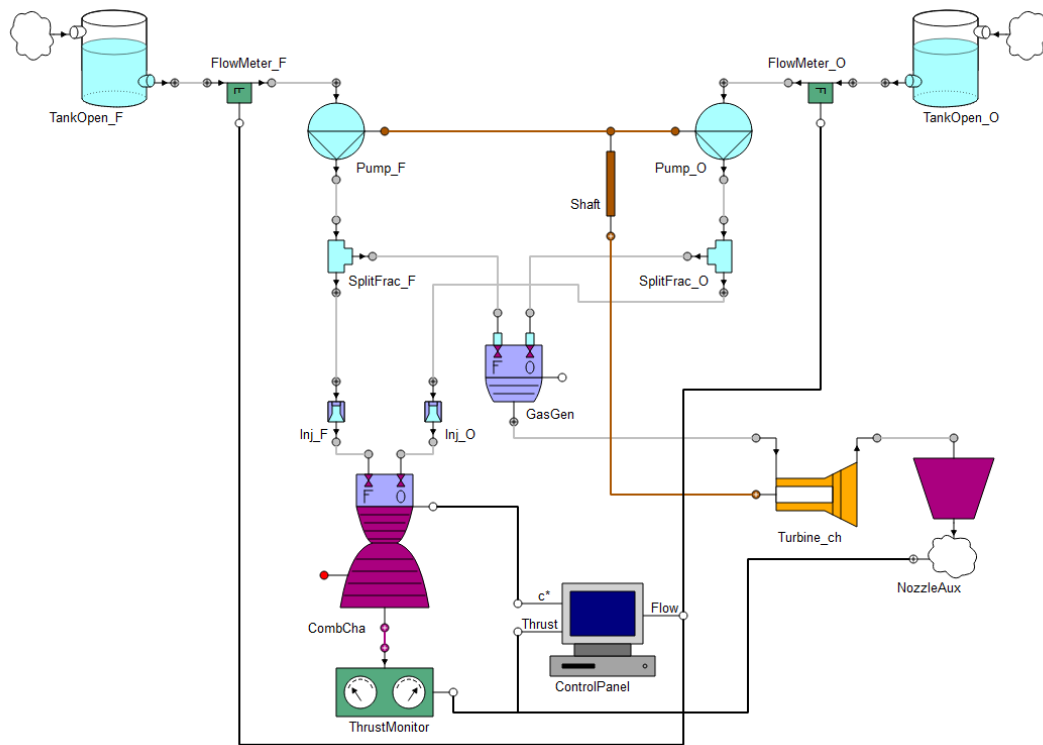 FlowMeter_F
FlowMeter_O
F
F
TankOpen_F
TankOpen_O
Pump_F
Pump_O
Shaft
SplitFrac_F
SplitFrac_O
F
O
GasGen
Inj_F
Inj_O
F
O
Turbine_ch
NozzleAux
c*
Flow
Thrust
CombCha
ControlPanel
ThrustMonitor